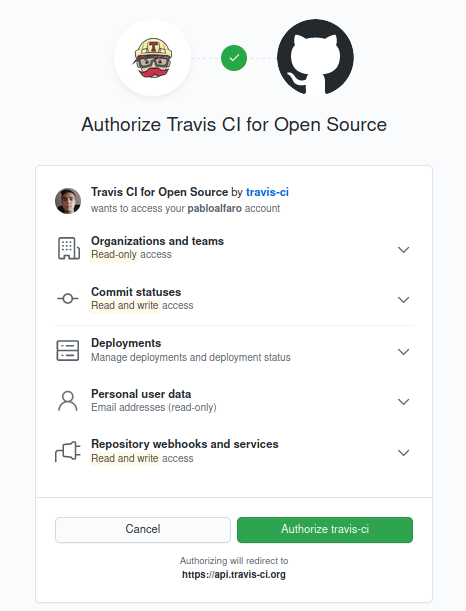 Authorize Travis CI for Open Source
Travis CI for Open Source by travis-ci
wants to access your pabloalfaro account
Organizations and teams
Read-only access
Commit statuses
Read and write access
Deployments
Manage deployments and deployment status
Personal user data
Email addresses (read-only)
Repository webhooks and services
Read and write access
Cancel
Authorize travis-ci
Authorizing will redirect to
https://api.travis-ci.org